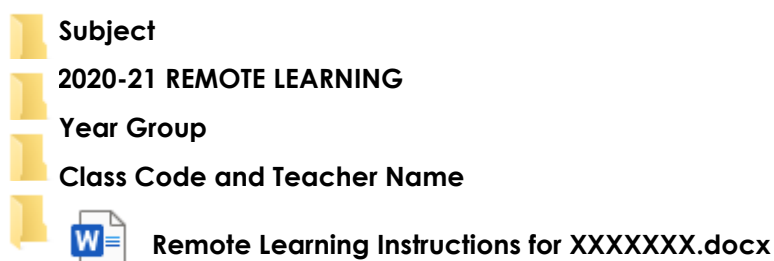 Subject
2020-21 REMOTE LEARNING
Year Group
Class Code and Teacher Name
W
Remote Learning Instructions for XXXXXXX.docx